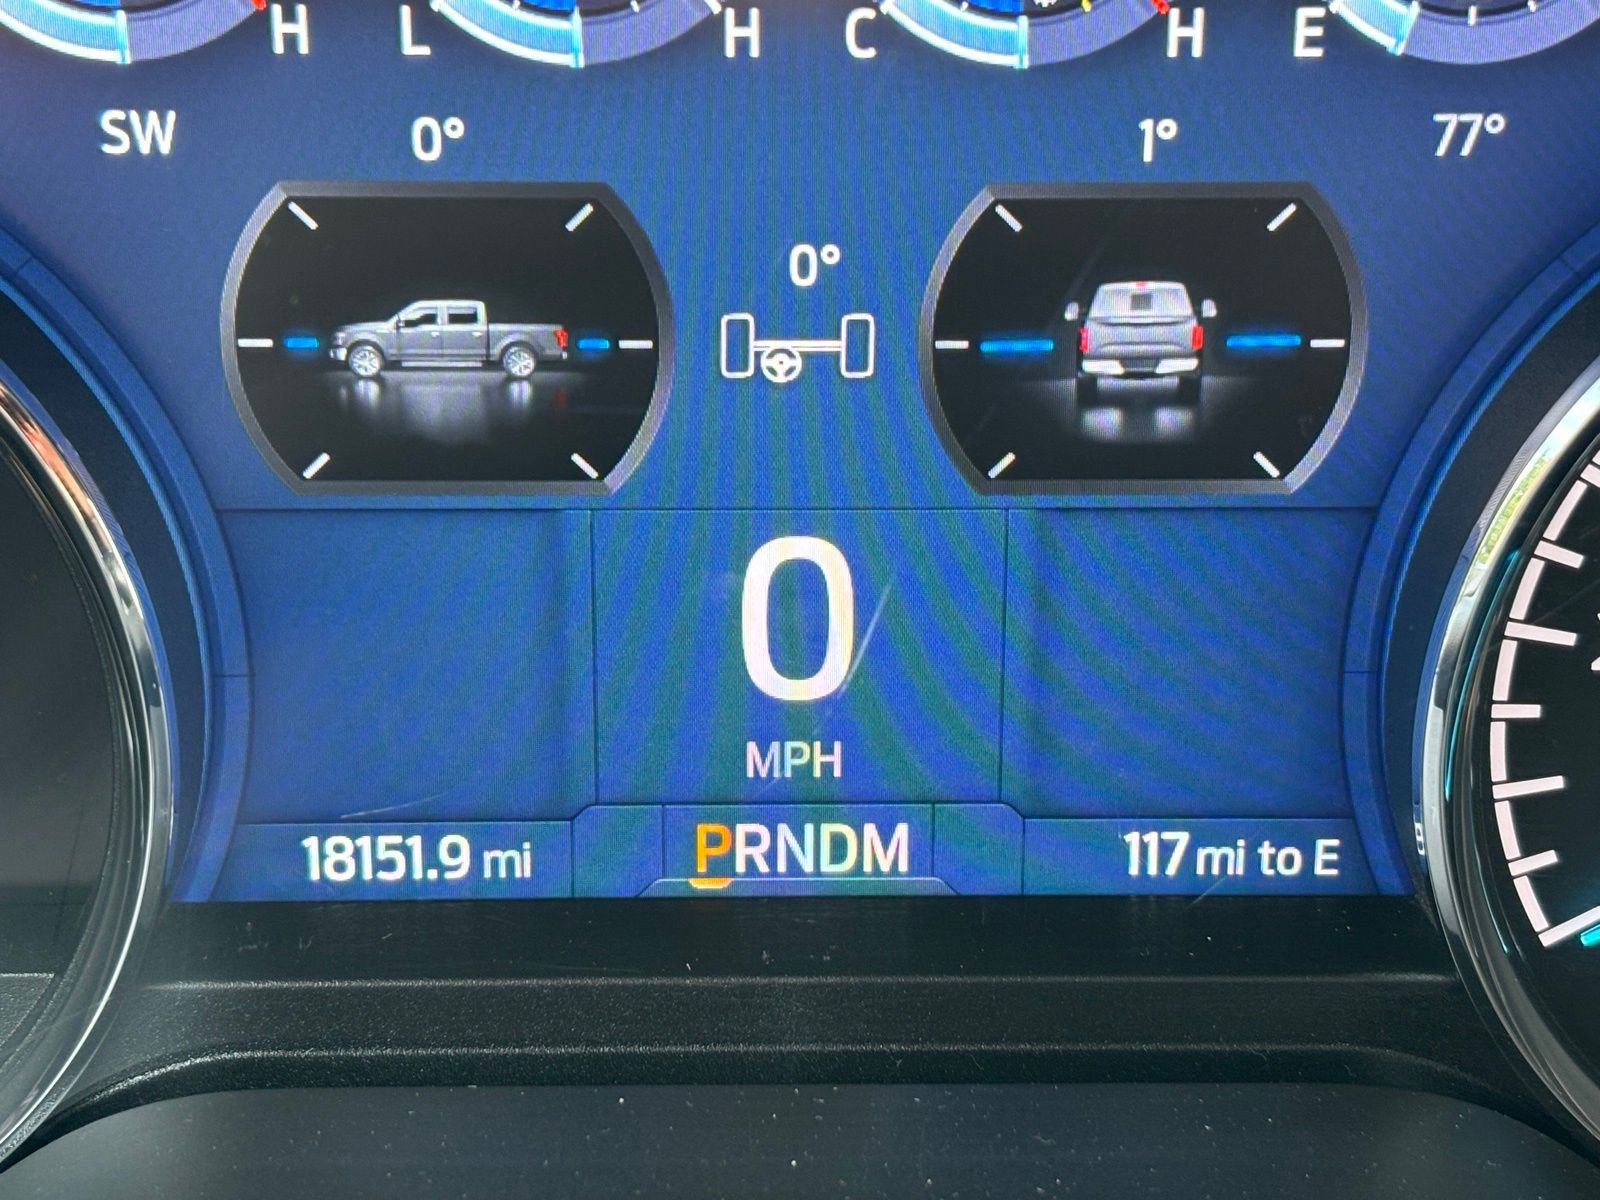 H L H C H E
SW 0° 1° 77°
0°
0
MPH
18151.9 mi PRNDM 117 mi to E